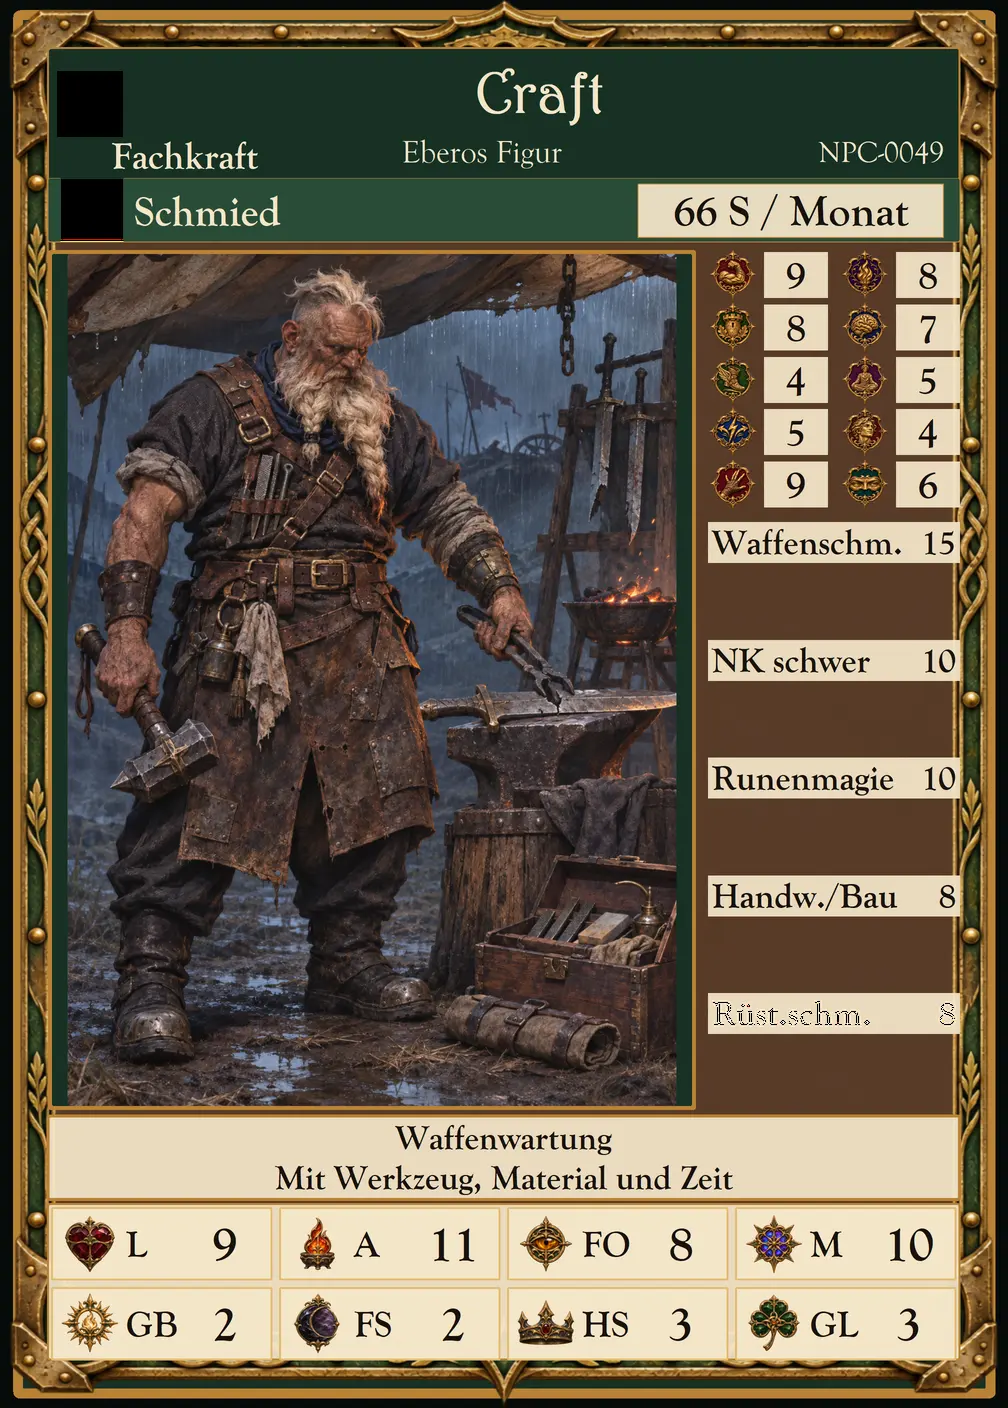 Craft
Fachkraft
Eberos Figur
NPC-0049
Schmied
66 S / Monat
9 8
8 7
4 5
5 4
9 6
Waffenschm. 15
NK schwer 10
Runenmagie 10
Handw./Bau 8
Rüst.schm. 8
Waffenwartung
Mit Werkzeug, Material und Zeit
L 9 A 11 FO 8 M 10
GB 2 FS 2 HS 3 GL 3